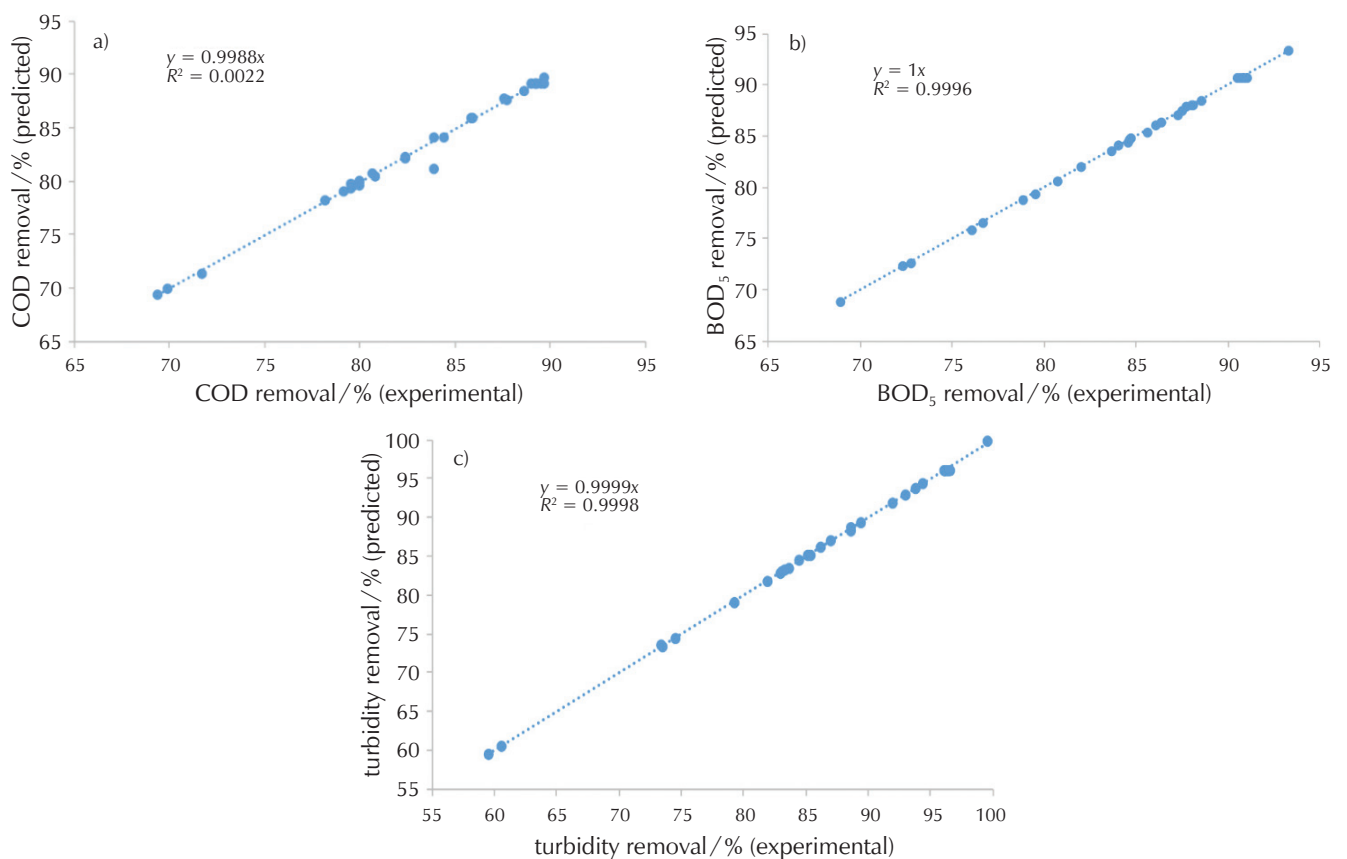 a)
y = 0.9988x
R² = 0.0022
COD removal / % (predicted)
95
90
85
80
75
70
65
65 70 75 80 85 90 95
COD removal / % (experimental)
b)
y = 1x
R² = 0.9996
BOD₅ removal / % (predicted)
95
90
85
80
75
70
65
65 70 75 80 85 90 95
BOD₅ removal / % (experimental)
c)
y = 0.9999x
R² = 0.9998
turbidity removal / % (predicted)
100
95
90
85
80
75
70
65
60
55
55 60 65 70 75 80 85 90 95 100
turbidity removal / % (experimental)